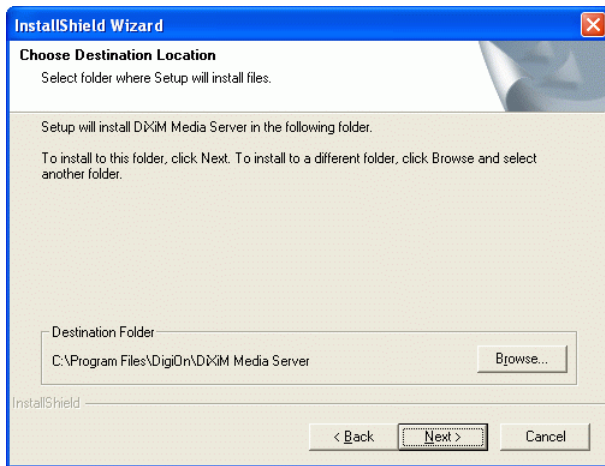 InstallShield Wizard
Choose Destination Location
Select folder where Setup will install files.
Setup will install DiXiM Media Server in the following folder.
To install to this folder, click Next. To install to a different folder, click Browse and select
another folder.
Destination Folder
C:\Program Files\DigiOn\DiXiM Media Server
Browse...
InstallShield
< Back
Next >
Cancel